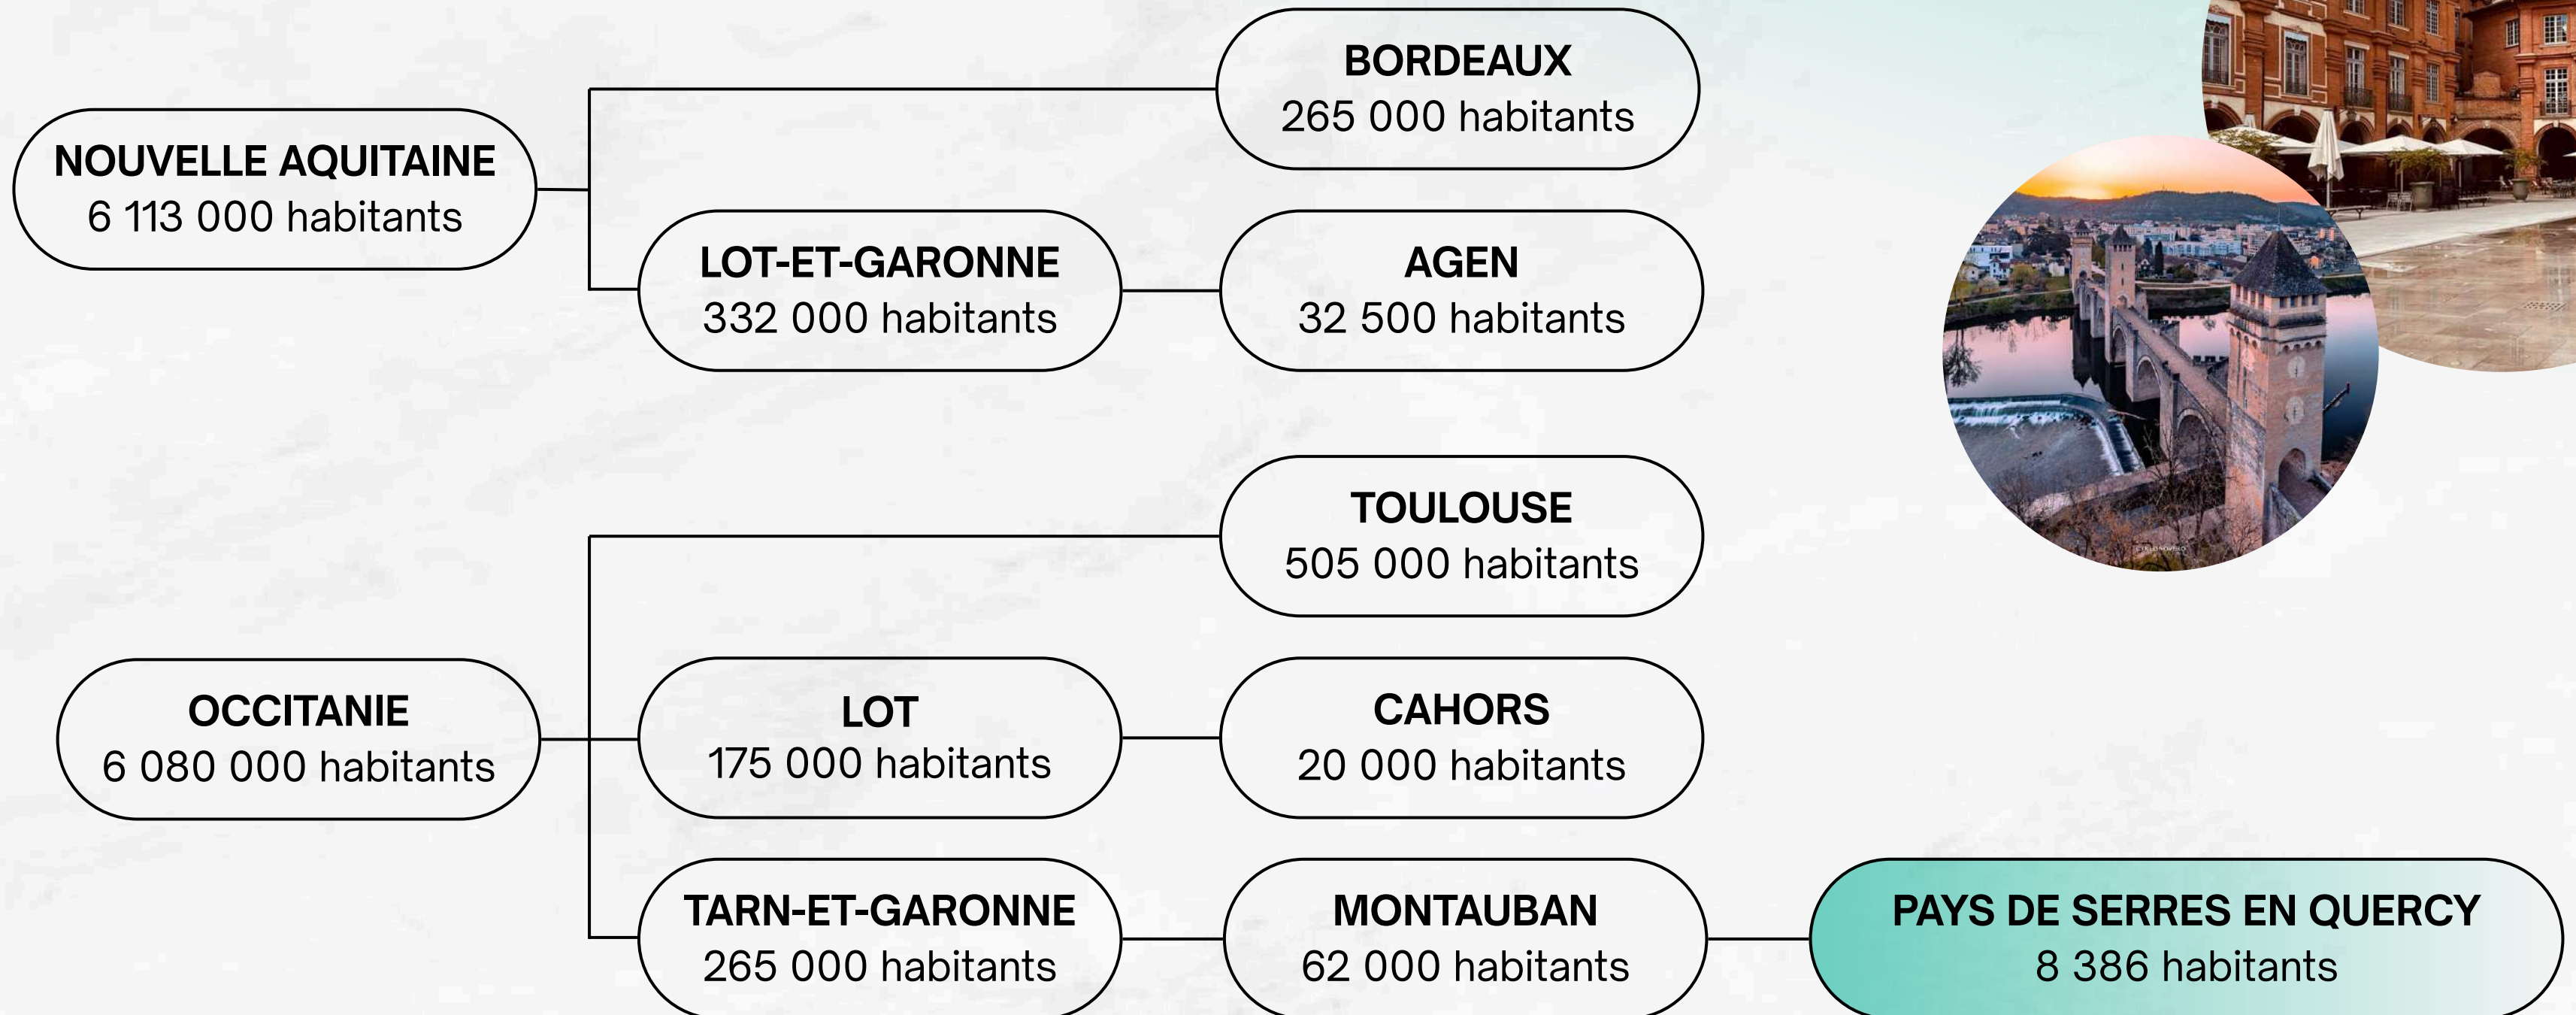 BORDEAUX
265 000 habitants
NOUVELLE AQUITAINE
6 113 000 habitants
LOT-ET-GARONNE
332 000 habitants
AGEN
32 500 habitants
TOULOUSE
505 000 habitants
OCCITANIE
6 080 000 habitants
LOT
175 000 habitants
CAHORS
20 000 habitants
TARN-ET-GARONNE
265 000 habitants
MONTAUBAN
62 000 habitants
PAYS DE SERRES EN QUERCY
8 386 habitants